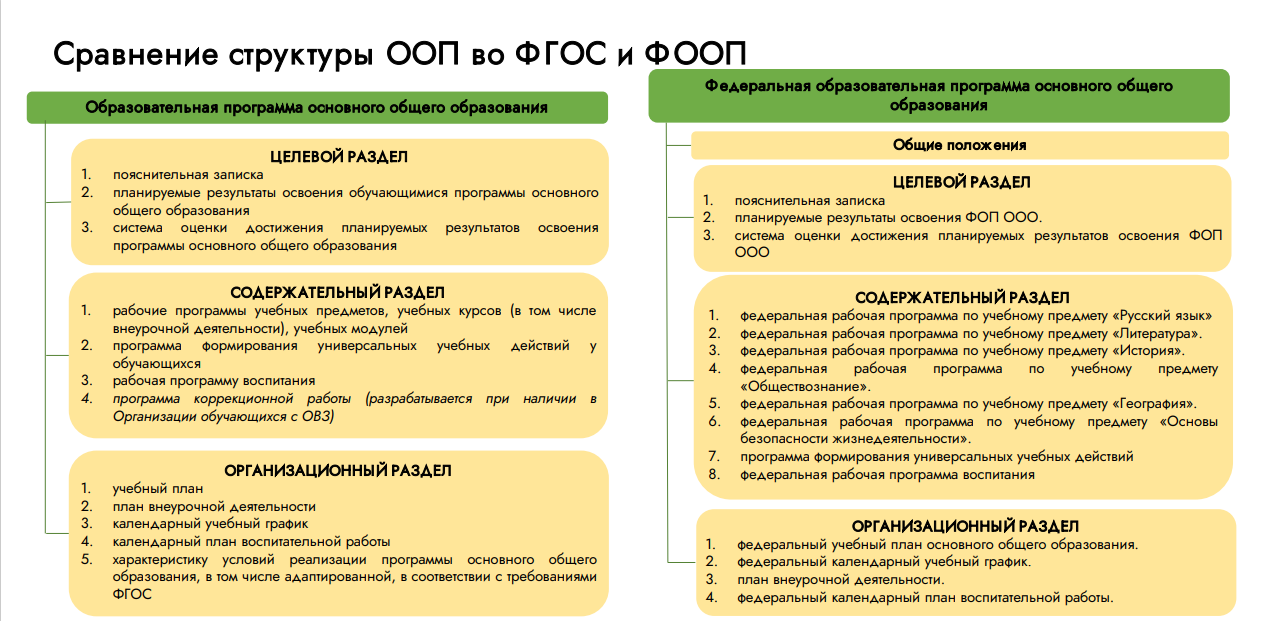 Сравнение структуры ООП во ФГОС и ФООП
Образовательная программа основного общего образования
ЦЕЛЕВОЙ РАЗДЕЛ
1. пояснительная записка
2. планируемые результаты освоения обучающимися программы основного
общего образования
3. система оценки достижения планируемых результатов освоения
программы основного общего образования
СОДЕРЖАТЕЛЬНЫЙ РАЗДЕЛ
1. рабочие программы учебных предметов, учебных курсов (в том числе
внеурочной деятельности), учебных модулей
2. программа формирования универсальных учебных действий у
обучающихся
3. рабочая программу воспитания
4. программа коррекционной работы (разрабатывается при наличии в
Организации обучающихся с ОВЗ)
ОРГАНИЗАЦИОННЫЙ РАЗДЕЛ
1. учебный план
2. план внеурочной деятельности
3. календарный учебный график
4. календарный план воспитательной работы
5. характеристику условий реализации программы основного общего
образования, в том числе адаптированной, в соответствии с требованиями
ФГОС
Федеральная образовательная программа основного общего
образования
Общие положения
ЦЕЛЕВОЙ РАЗДЕЛ
1. пояснительная записка
2. планируемые результаты освоения ФОП ООО.
3. система оценки достижения планируемых результатов освоения ФОП
ООО
СОДЕРЖАТЕЛЬНЫЙ РАЗДЕЛ
1. федеральная рабочая программа по учебному предмету «Русский язык»
2. федеральная рабочая программа по учебному предмету «Литература».
3. федеральная рабочая программа по учебному предмету «История».
4. федеральная рабочая программа по учебному предмету
«Обществознание».
5. федеральная рабочая программа по учебному предмету «География».
6. федеральная рабочая программа по учебному предмету «Основы
безопасности жизнедеятельности».
7. программа формирования универсальных учебных действий
8. федеральная рабочая программа воспитания
ОРГАНИЗАЦИОННЫЙ РАЗДЕЛ
1. федеральный учебный план основного общего образования.
2. федеральный календарный учебный график.
3. план внеурочной деятельности.
4. федеральный календарный план воспитательной работы.